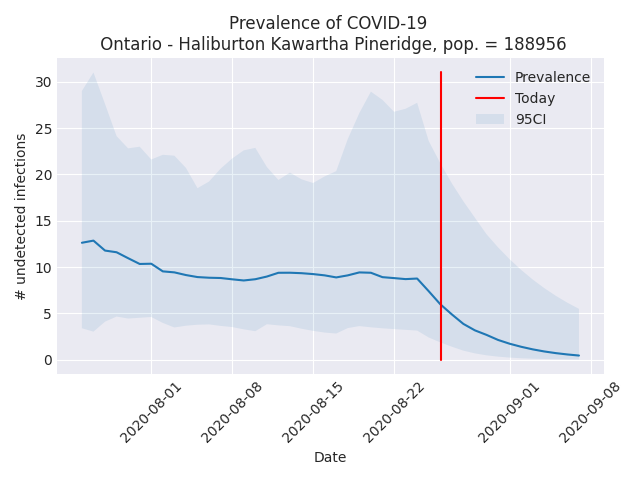 Prevalence of COVID-19
Ontario - Haliburton Kawartha Pineridge, pop. = 188956
Prevalence
Today
95CI
# undetected infections
30
25
20
15
10
5
0
2020-08-01
2020-08-08
2020-08-15
2020-08-22
2020-09-01
2020-09-08
Date